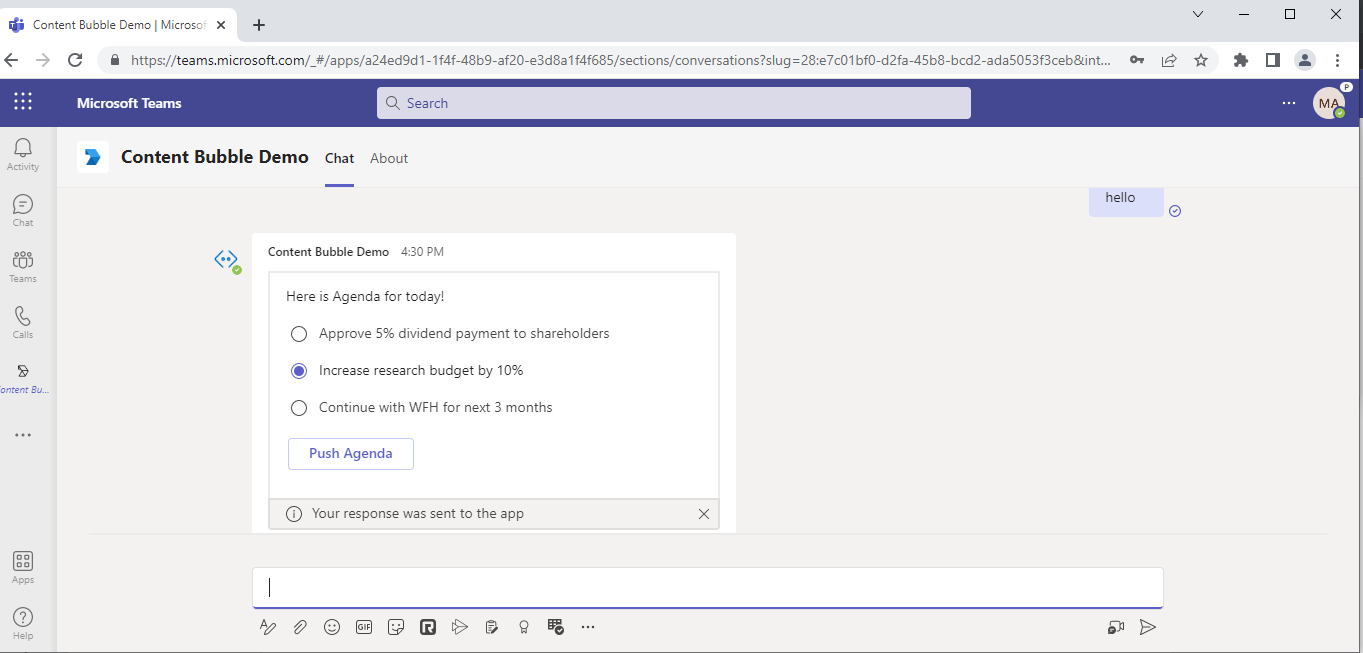 Content Bubble Demo | Microsof
https://teams.microsoft.com/_#/apps/a24ed9d1-1f4f-48b9-af20-e3d8a1f4f685/sections/conversations?slug=28:e7c01bf0-d2fa-45b8-bcd2-ada5053f3ceb&int...
Microsoft Teams
Search
MA
P
Activity
Chat
Teams
Calls
ontent Bu...
Apps
Help
Content Bubble Demo
Chat
About
hello
Content Bubble Demo 4:30 PM
Here is Agenda for today!
Approve 5% dividend payment to shareholders
Increase research budget by 10%
Continue with WFH for next 3 months
Push Agenda
Your response was sent to the app
GIF